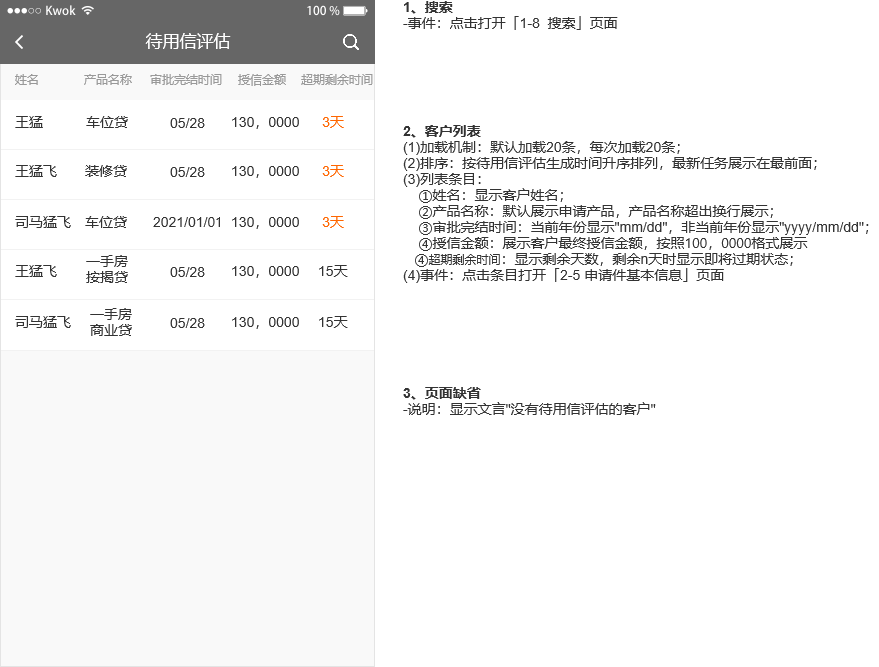 Kwok
100 %
待用信评估
姓名 产品名称 审批完结时间 授信金额 超期剩余时间
王猛 车位贷 05/28 130，0000 3天
王猛飞 装修贷 05/28 130，0000 3天
司马猛飞 车位贷 2021/01/01 130，0000 3天
王猛飞 一手房 按揭贷 05/28 130，0000 15天
司马猛飞 一手房 商业贷 05/28 130，0000 15天
1、搜索
-事件：点击打开「1-8 搜索」页面
2、客户列表
(1)加载机制：默认加载20条，每次加载20条；
(2)排序：按待用信评估生成时间升序排列，最新任务展示在最前面；
(3)列表条目：
①姓名：显示客户姓名；
②产品名称：默认展示申请产品，产品名称超出换行展示；
③审批完结时间：当前年份显示"mm/dd"，非当前年份显示"yyyy/mm/dd"；
④授信金额：展示客户最终授信金额，按照100，0000格式展示
④超期剩余时间：显示剩余天数，剩余n天时显示即将过期状态；
(4)事件：点击条目打开「2-5 申请件基本信息」页面
3、页面缺省
-说明：显示文言"没有待用信评估的客户"